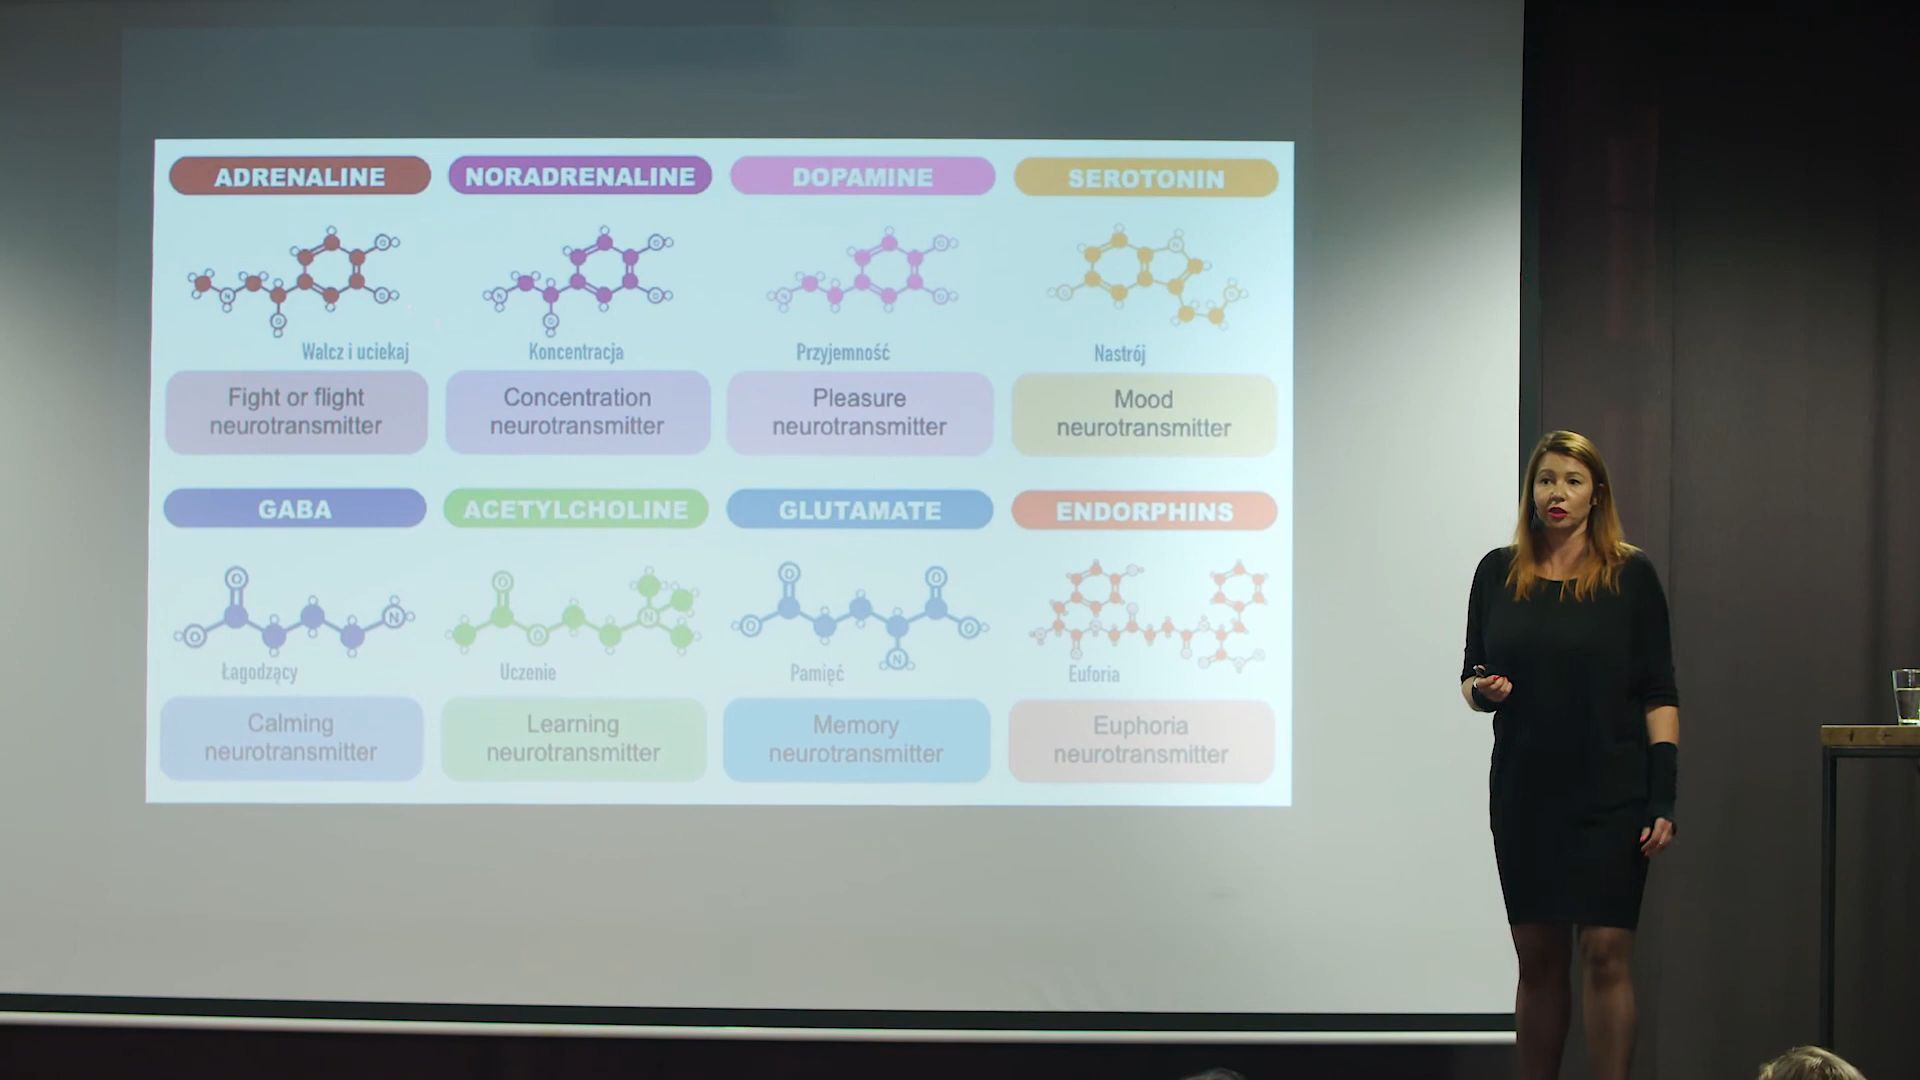 ADRENALINE NORADRENALINE DOPAMINE SEROTONIN
Walcz i uciekaj Koncentracja Przyjemność Nastrój
Fight or flight
neurotransmitter
Concentration
neurotransmitter
Pleasure
neurotransmitter
Mood
neurotransmitter
GABA ACETYLCHOLINE GLUTAMATE ENDORPHINS
Łagodzący Uczenie Pamięć Euforia
Calming
neurotransmitter
Learning
neurotransmitter
Memory
neurotransmitter
Euphoria
neurotransmitter